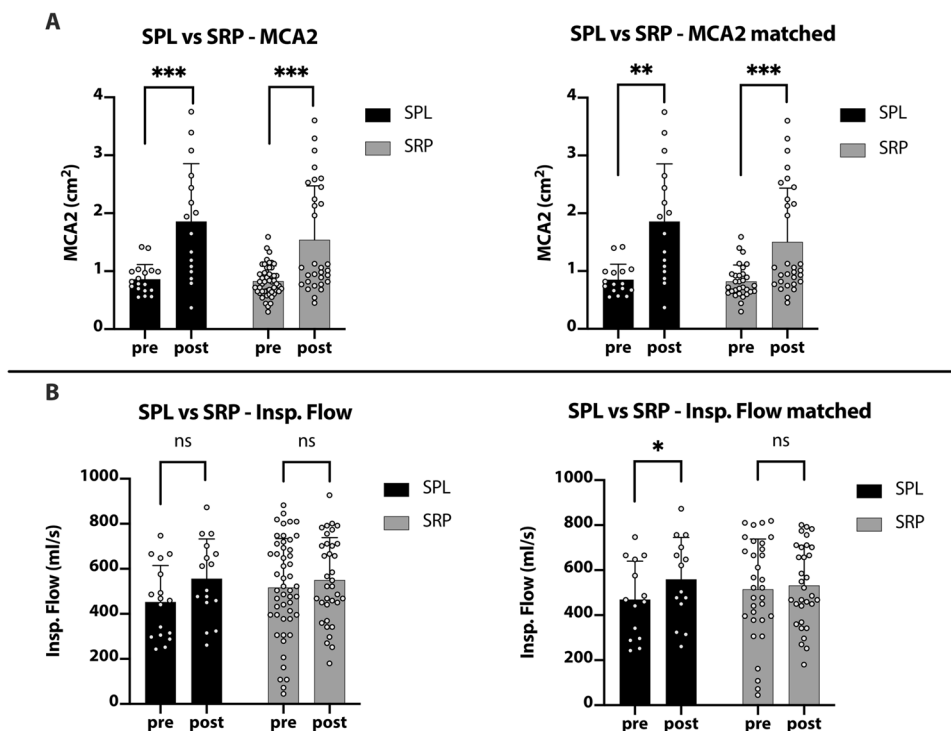 A
SPL vs SRP - MCA2
*** ***
MCA2 (cm²)
4
3
2
1
0
pre post pre post
SPL
SRP
SPL vs SRP - MCA2 matched
** ***
MCA2 (cm²)
4
3
2
1
0
pre post pre post
SPL
SRP
B
SPL vs SRP - Insp. Flow
ns ns
Insp. Flow (ml/s)
1000
800
600
400
200
0
pre post pre post
SPL
SRP
SPL vs SRP - Insp. Flow matched
* ns
Insp. Flow (ml/s)
1000
800
600
400
200
0
pre post pre post
SPL
SRP